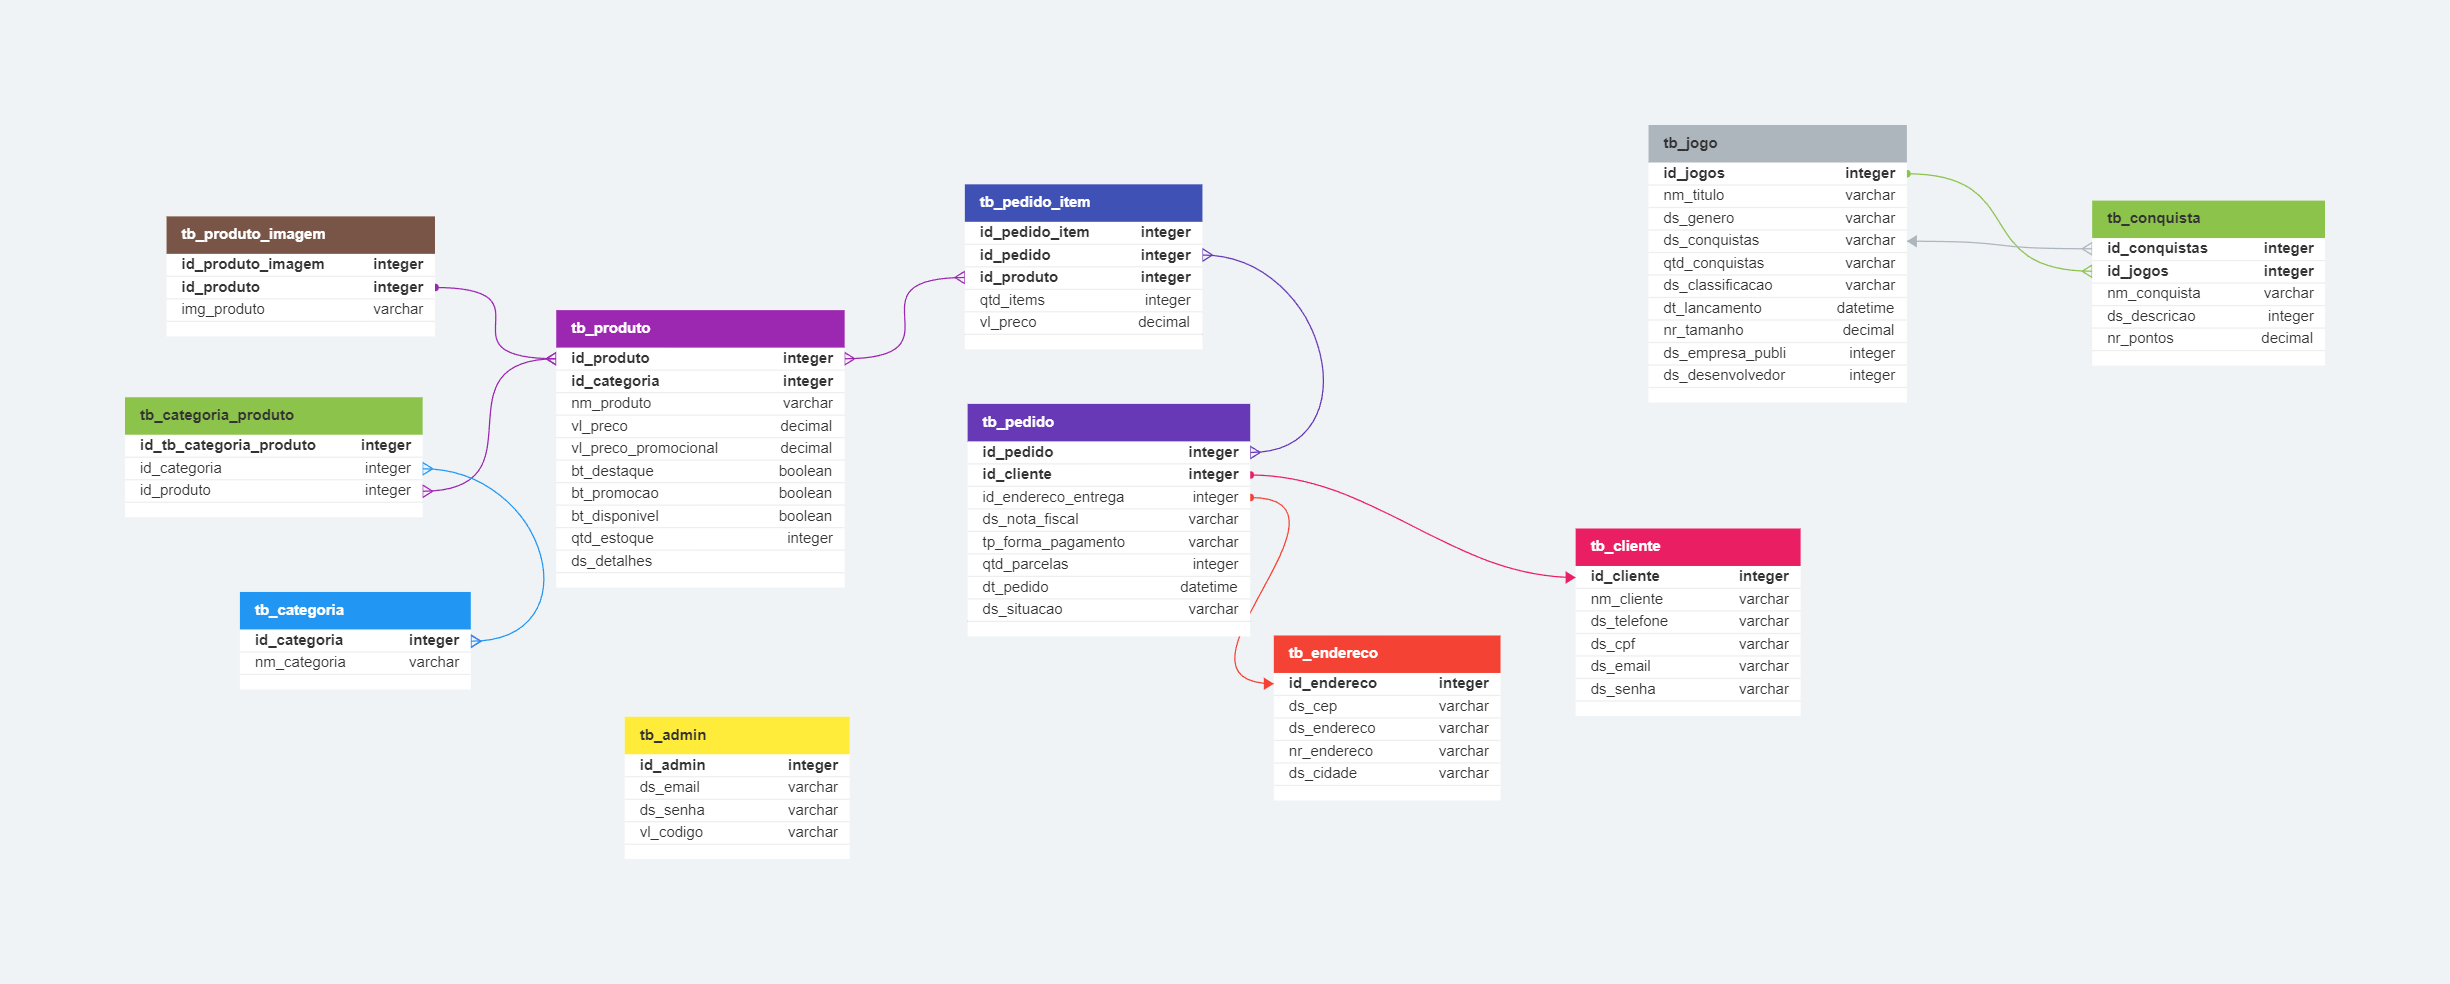 tb_produto_imagem
id_produto_imagem integer
id_produto integer
img_produto varchar
tb_categoria_produto
id_tb_categoria_produto integer
id_categoria integer
id_produto integer
tb_categoria
id_categoria integer
nm_categoria varchar
tb_produto
id_produto integer
id_categoria integer
nm_produto varchar
vl_preco decimal
vl_preco_promocional decimal
bt_destaque boolean
bt_promocao boolean
bt_disponivel boolean
qtd_estoque integer
ds_detalhes
tb_admin
id_admin integer
ds_email varchar
ds_senha varchar
vl_codigo varchar
tb_pedido_item
id_pedido_item integer
id_pedido integer
id_produto integer
qtd_items integer
vl_preco decimal
tb_pedido
id_pedido integer
id_cliente integer
id_endereco_entrega integer
ds_nota_fiscal varchar
tp_forma_pagamento varchar
qtd_parcelas integer
dt_pedido datetime
ds_situacao varchar
tb_endereco
id_endereco integer
ds_cep varchar
ds_endereco varchar
nr_endereco varchar
ds_cidade varchar
tb_cliente
id_cliente integer
nm_cliente varchar
ds_telefone varchar
ds_cpf varchar
ds_email varchar
ds_senha varchar
tb_jogo
id_jogos integer
nm_titulo varchar
ds_genero varchar
ds_conquistas varchar
qtd_conquistas varchar
ds_classificacao varchar
dt_lancamento datetime
nr_tamanho decimal
ds_empresa_publi integer
ds_desenvolvedor integer
tb_conquista
id_conquistas integer
id_jogos integer
nm_conquista varchar
ds_descricao integer
nr_pontos decimal